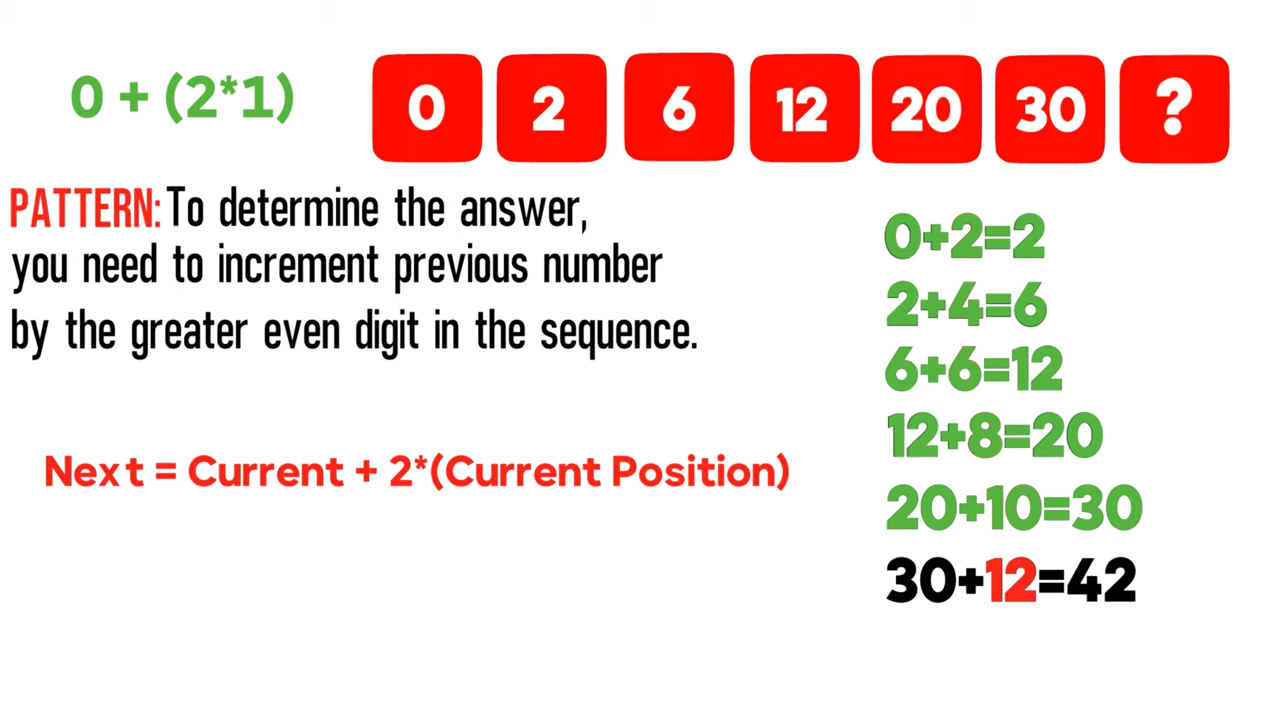 0 + (2*1)
0 2 6 12 20 30 ?
PATTERN: To determine the answer,
you need to increment previous number
by the greater even digit in the sequence.
Next = Current + 2*(Current Position)
0+2=2
2+4=6
6+6=12
12+8=20
20+10=30
30+12=42